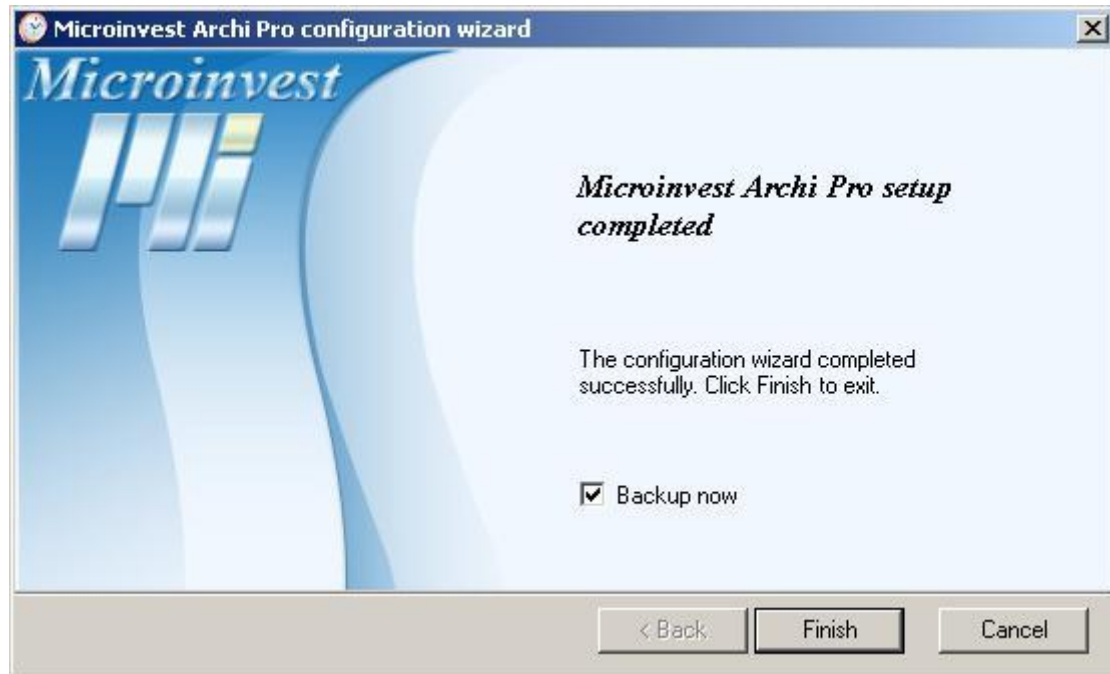 Microinvest Archi Pro configuration wizard
Microinvest
Microinvest Archi Pro setup
completed
The configuration wizard completed
successfully. Click Finish to exit.
Backup now
< Back
Finish
Cancel